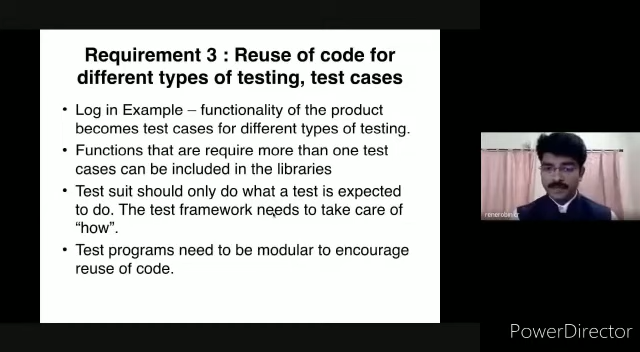 Requirement 3 : Reuse of code for
different types of testing, test cases
• Log in Example – functionality of the product
becomes test cases for different types of testing.
• Functions that are require more than one test
cases can be included in the libraries
• Test suit should only do what a test is expected
to do. The test framework needs to take care of
“how”.
• Test programs need to be modular to encourage
reuse of code.
PowerDirector